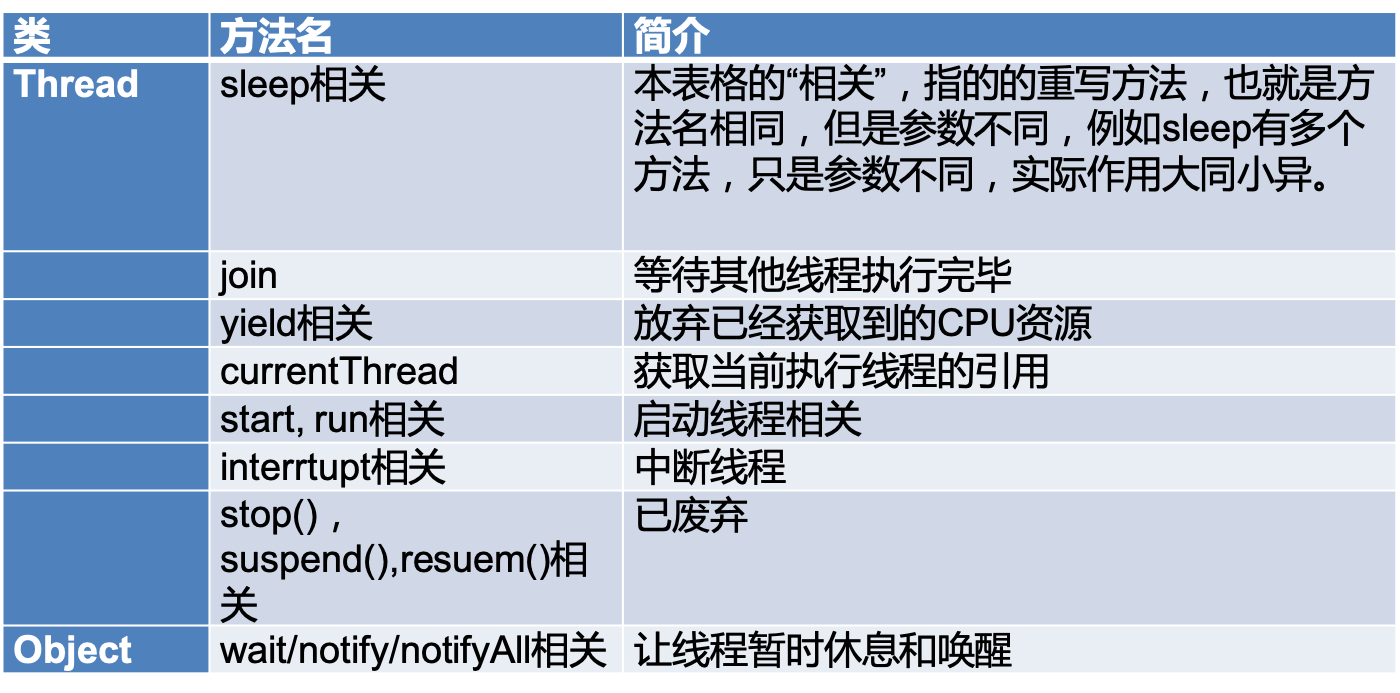 类 方法名 简介
Thread sleep相关 本表格的“相关”，指的的重写方法，也就是方
法名相同，但是参数不同，例如sleep有多个
方法，只是参数不同，实际作用大同小异。
join 等待其他线程执行完毕
yield相关 放弃已经获取到的CPU资源
currentThread 获取当前执行线程的引用
start, run相关 启动线程相关
interrtupt相关 中断线程
stop()， 已废弃
suspend(),resuem()相
关
Object wait/notify/notifyAll相关 让线程暂时休息和唤醒